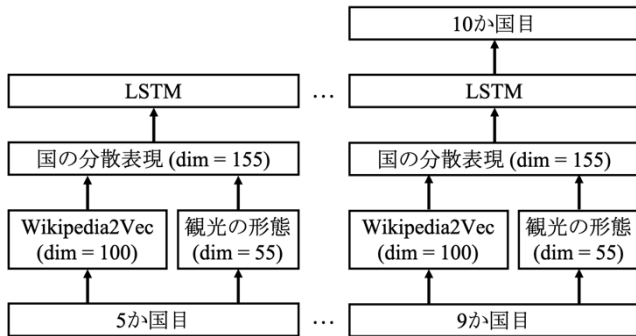 10か国目
LSTM
…
LSTM
国の分散表現 (dim = 155)
国の分散表現 (dim = 155)
Wikipedia2Vec
(dim = 100)
観光の形態
(dim = 55)
Wikipedia2Vec
(dim = 100)
観光の形態
(dim = 55)
5か国目
…
9か国目